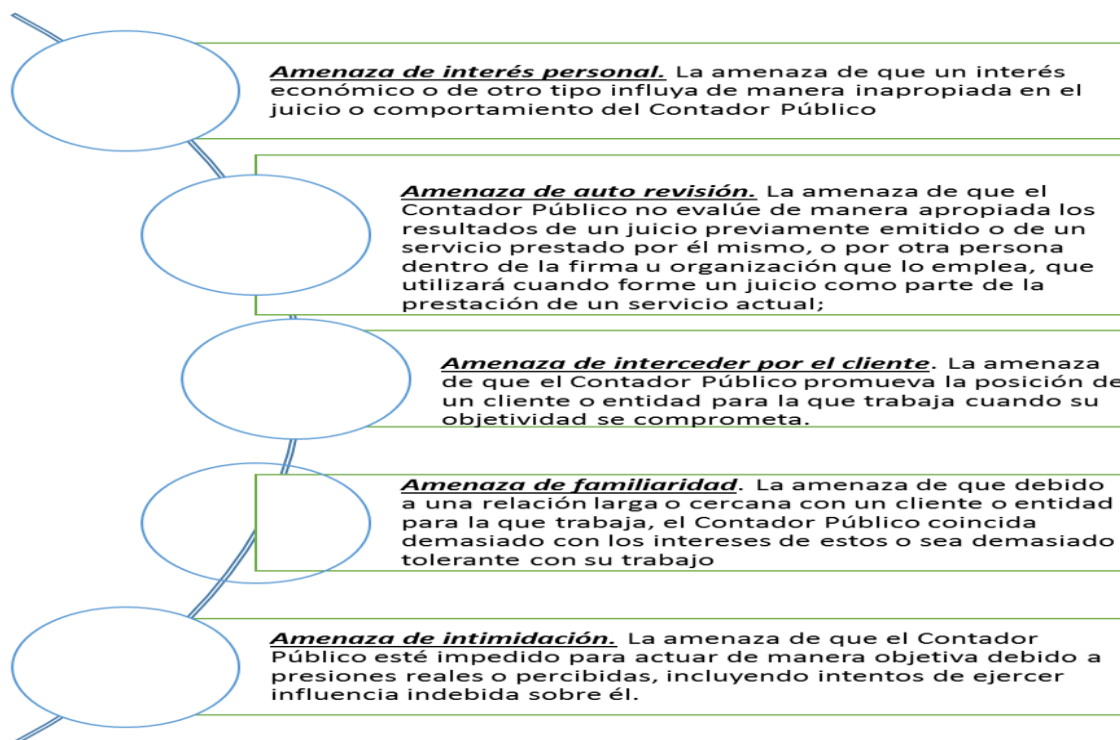 Amenaza de interés personal. La amenaza de que un interés
económico o de otro tipo influya de manera inapropiada en el
juicio o comportamiento del Contador Público
Amenaza de auto revisión. La amenaza de que el
Contador Público no evalúe de manera apropiada los
resultados de un juicio previamente emitido o de un
servicio prestado por él mismo, o por otra persona
dentro de la firma u organización que lo emplea, que
utilizará cuando forme un juicio como parte de la
prestación de un servicio actual;
Amenaza de interceder por el cliente. La amenaza
de que el Contador Público promueva la posición de
un cliente o entidad para la que trabaja cuando su
objetividad se comprometa.
Amenaza de familiaridad. La amenaza de que debido
a una relación larga o cercana con un cliente o entidad
para la que trabaja, el Contador Público coincida
demasiado con los intereses de estos o sea demasiado
tolerante con su trabajo
Amenaza de intimidación. La amenaza de que el Contador
Público esté impedido para actuar de manera objetiva debido a
presiones reales o percibidas, incluyendo intentos de ejercer
influencia indebida sobre él.